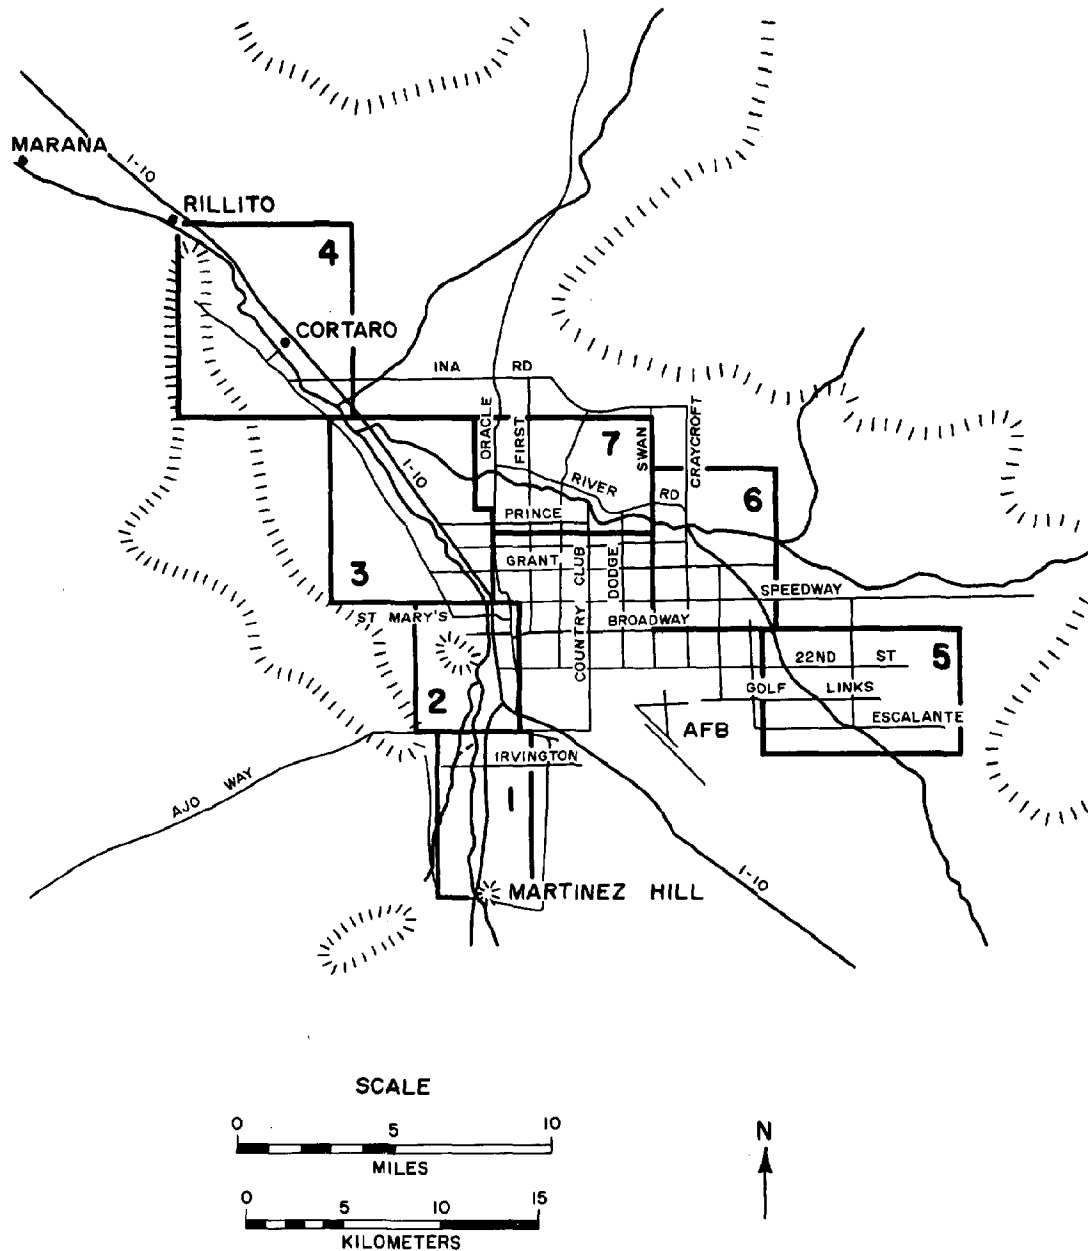 MARANA
I-10
RILLITO
4
CORTARO
INA RD
ORACLE
FIRST
7
SWAN
CRAYCROFT
I-10
RIVER RD
6
PRINCE
3
GRANT
COUNTRY CLUB
DODGE
SPEEDWAY
ST MARY'S
BROADWAY
22ND ST
5
2
GOLF LINKS
ESCALANTE
AFB
IRVINGTON
AJO WAY
1
I-10
MARTINEZ HILL
SCALE
0 5 10
MILES
0 5 10 15
KILOMETERS
N